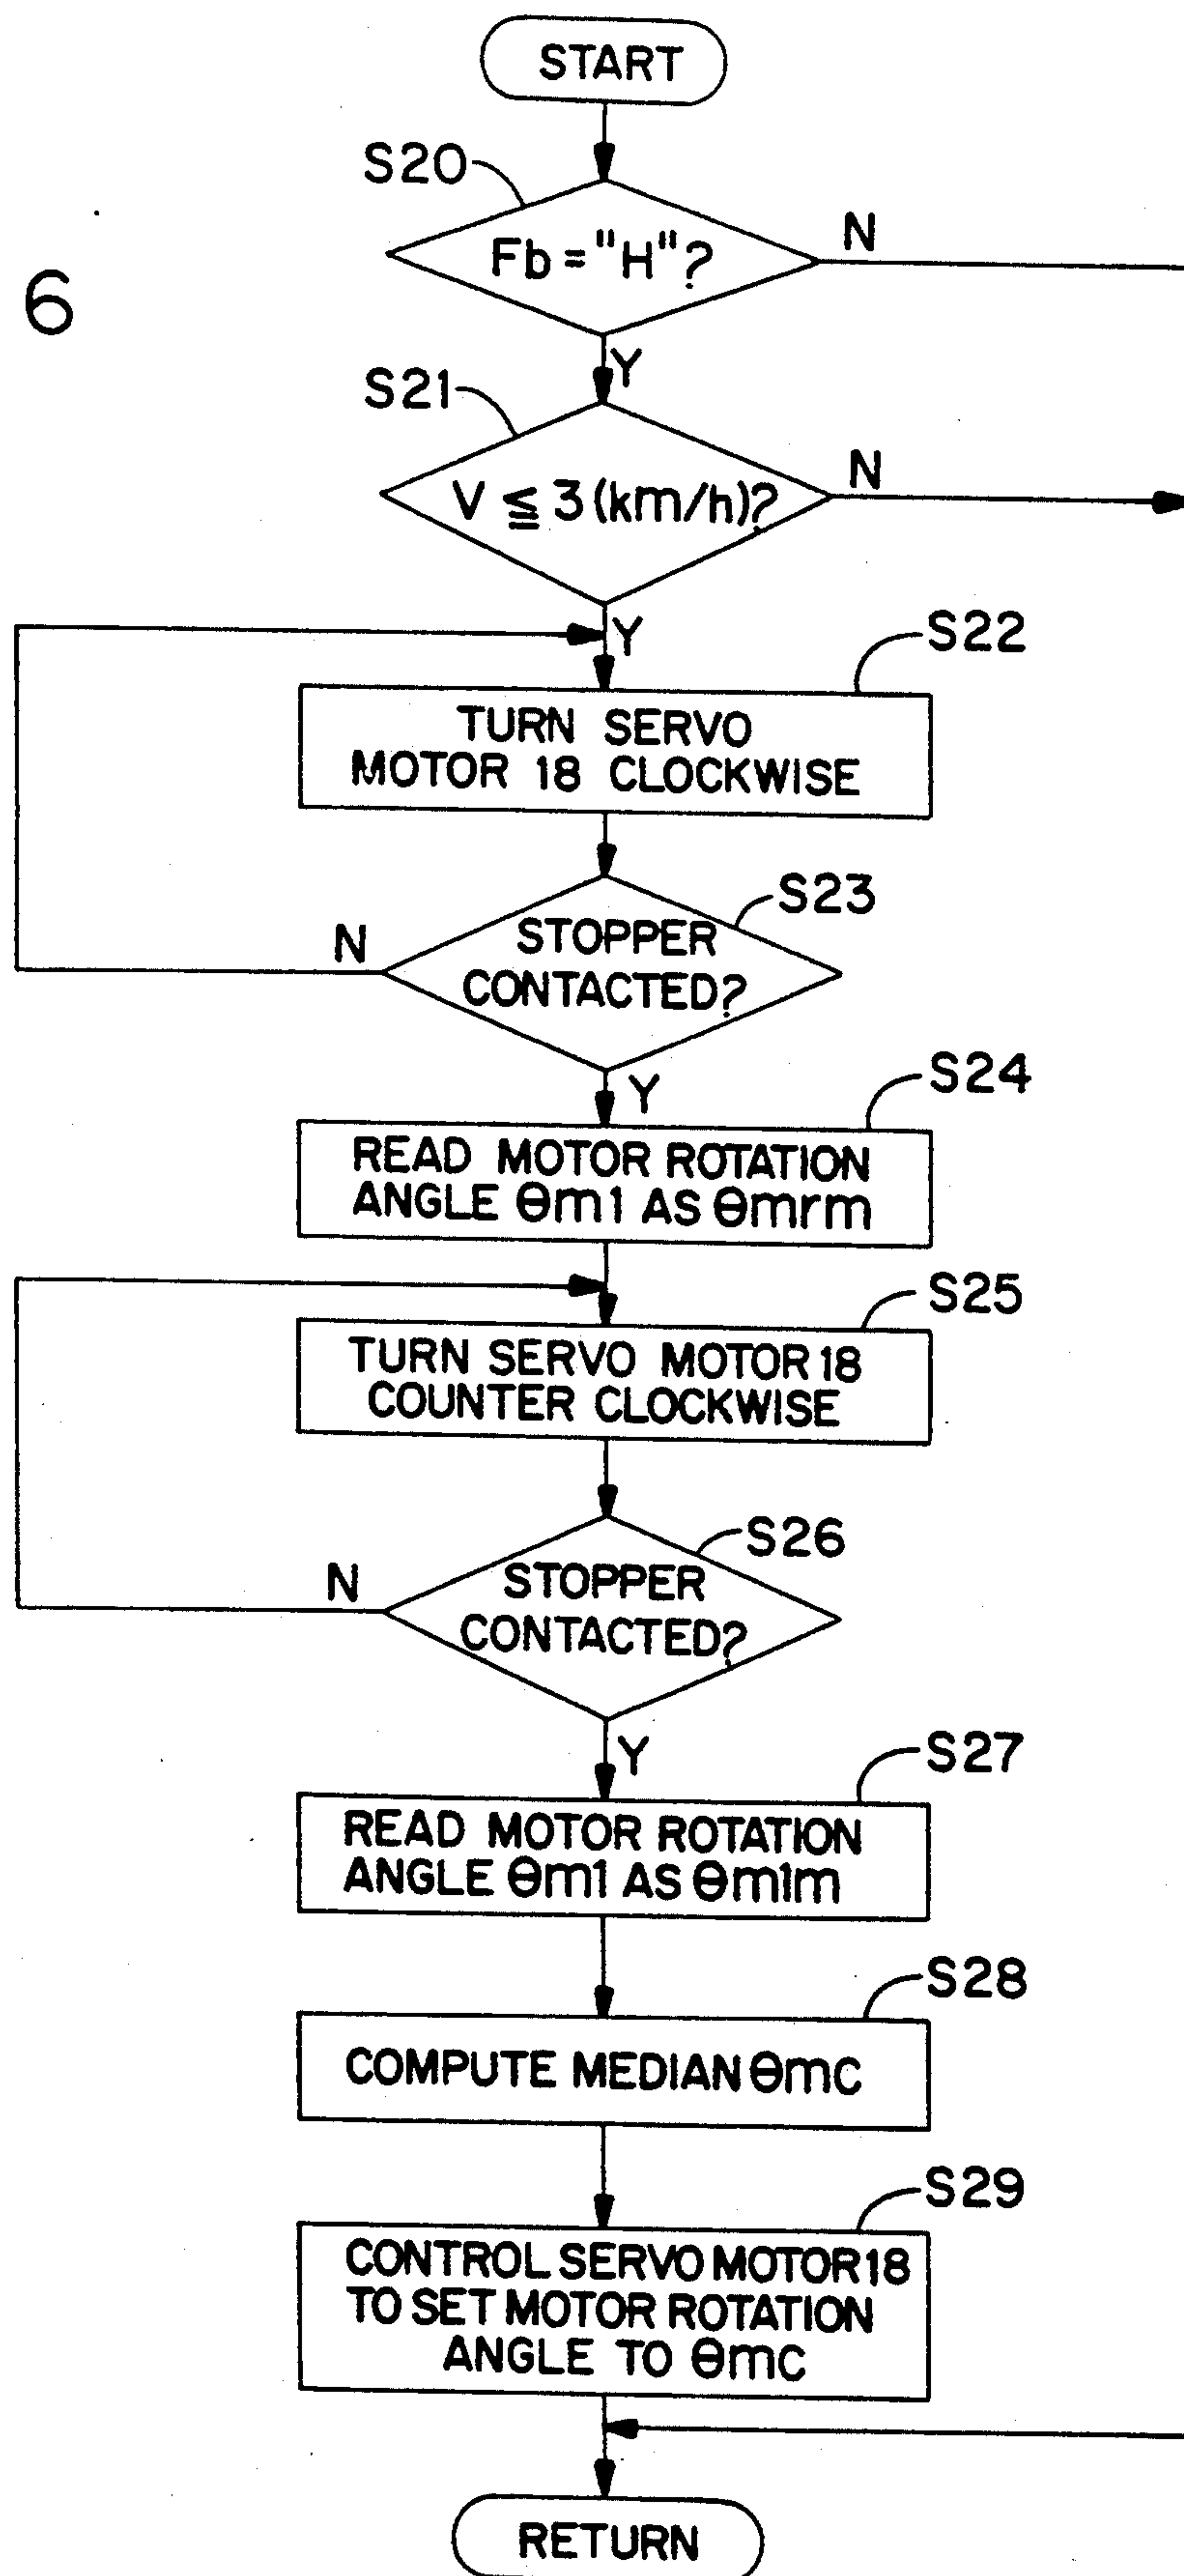 START
S20
Fb = "H"?
N
6
Y
S21
V ≦ 3 (km/h)?
N
Y
S22
TURN SERVO
MOTOR 18 CLOCKWISE
S23
STOPPER
CONTACTED?
N
Y
S24
READ MOTOR ROTATION
ANGLE θm1 AS θmrm
S25
TURN SERVO MOTOR 18
COUNTER CLOCKWISE
S26
STOPPER
CONTACTED?
N
Y
S27
READ MOTOR ROTATION
ANGLE θm1 AS θm1m
S28
COMPUTE MEDIAN θmc
S29
CONTROL SERVO MOTOR 18
TO SET MOTOR ROTATION
ANGLE TO θmc
RETURN